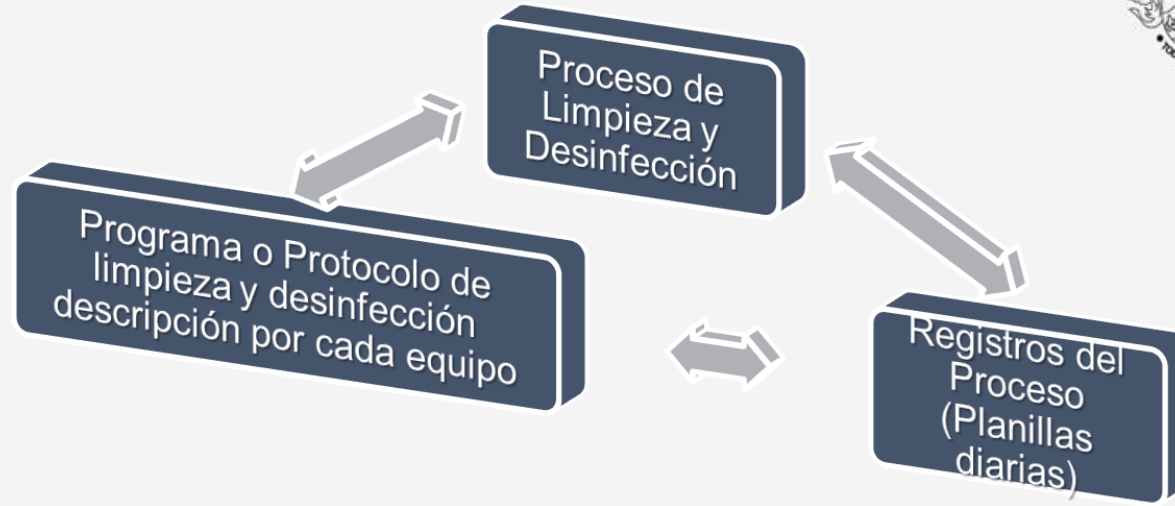 Proceso de
Limpieza y
Desinfección
Programa o Protocolo de
limpieza y desinfección
descripción por cada equipo
Registros del
Proceso
(Planillas
diarias)